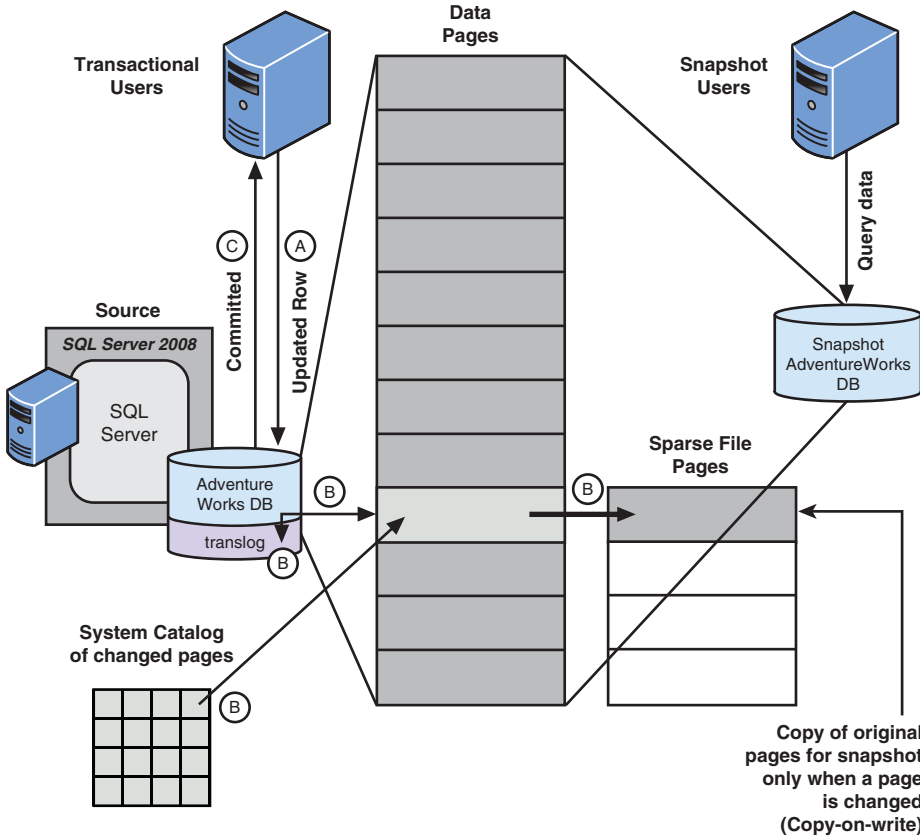 Data
Pages
Transactional
Users
Snapshot
Users
C
A
Committed
Updated Row
Query data
Source
SQL Server 2008
SQL
Server
Snapshot
AdventureWorks
DB
Adventure
Works DB
translog
B
B
B
Sparse File
Pages
System Catalog
of changed pages
B
Copy of original
pages for snapshot
only when a page
is changed
(Copy-on-write)